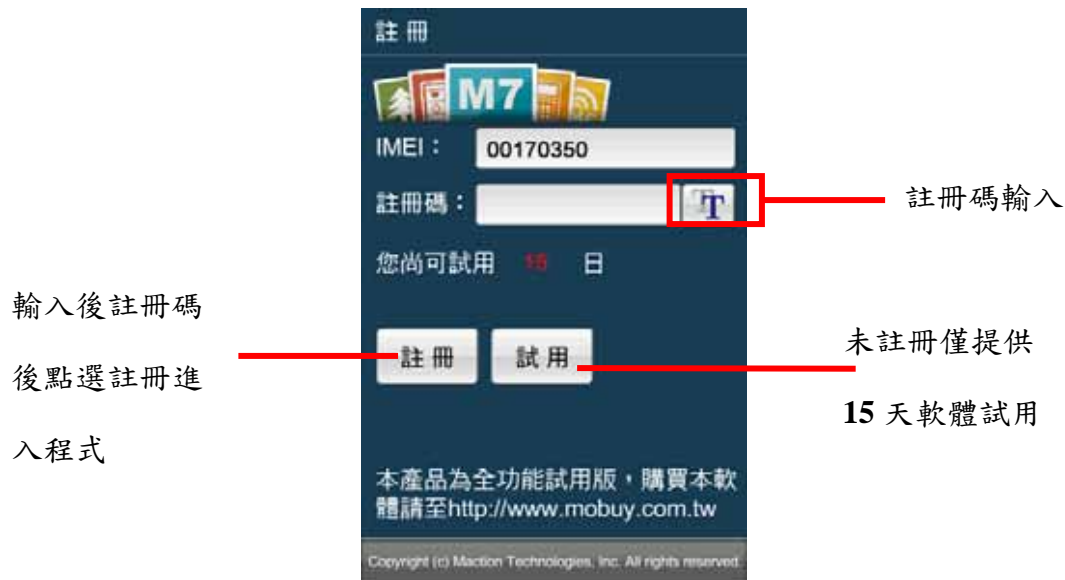 註 冊
M7
IMEI： 00170350
註冊碼：
T
註冊碼輸入
您尚可試用 15 日
輸入後註冊碼
後點選註冊進
入程式
註 冊 試 用
未註冊僅提供
15 天軟體試用
本產品為全功能試用版，購買本軟
體請至http://www.mobuy.com.tw
Copyright (c) Maction Technologies, Inc. All rights reserved.